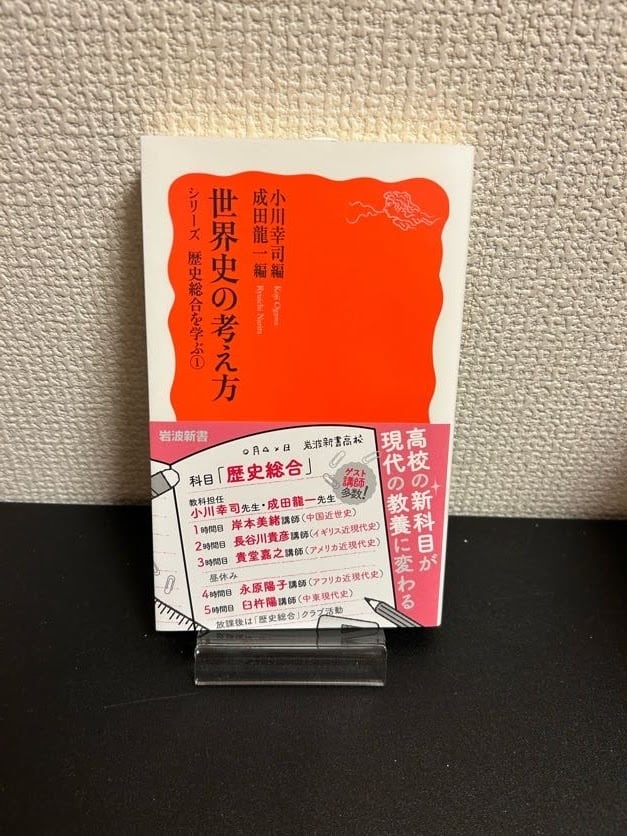 小川幸司編 Koji Ogawa
成田龍一編 Ryuichi Narita
世界史の考え方
シリーズ 歴史総合を学ぶ①
岩波新書
高校の新科目が
現代の教養に変わる
○月△×日 岩波新書高校
科目「歴史総合」
ゲスト
講師
多数!
教科担任
小川幸司先生・成田龍一先生
1時間目 岸本美緒講師(中国近世史)
2時間目 長谷川貴彦講師(イギリス近現代史)
3時間目 貴堂嘉之講師(アメリカ近現代史)
昼休み
4時間目 永原陽子講師(アフリカ近現代史)
5時間目 臼杵陽講師(中東現代史)
放課後は「歴史総合」クラブ活動